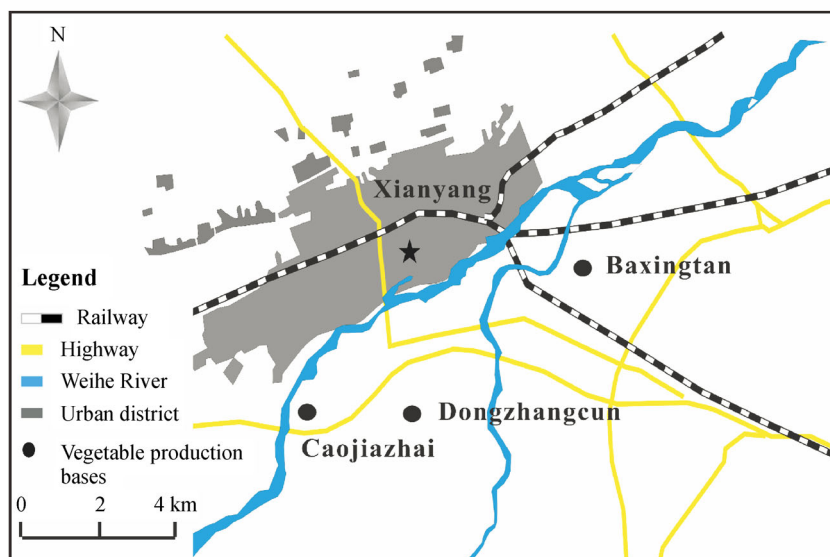 N
Xianyang
Baxingtan
Legend
Railway
Highway
Weihe River
Urban district
Vegetable production
bases
Dongzhangcun
Caojiazhai
0 2 4 km